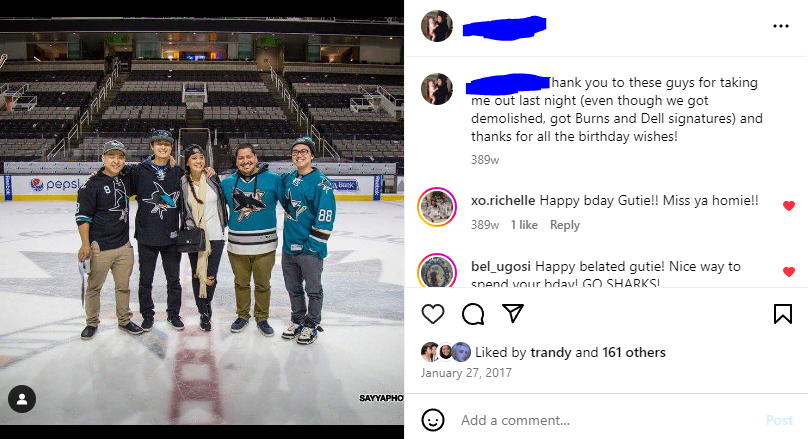 Thank you to these guys for taking
me out last night (even though we got
demolished, got Burns and Dell signatures) and
thanks for all the birthday wishes!
389w
xo.richelle Happy bday Gutie!! Miss ya homie!!
389w 1 like Reply
bel_ugosi Happy belated gutie! Nice way to
spend your bday! GO SHARKS!
Liked by trandy and 161 others
January 27, 2017
Add a comment...
Post
pepsi
BANK
8
88
SAYYAPHO